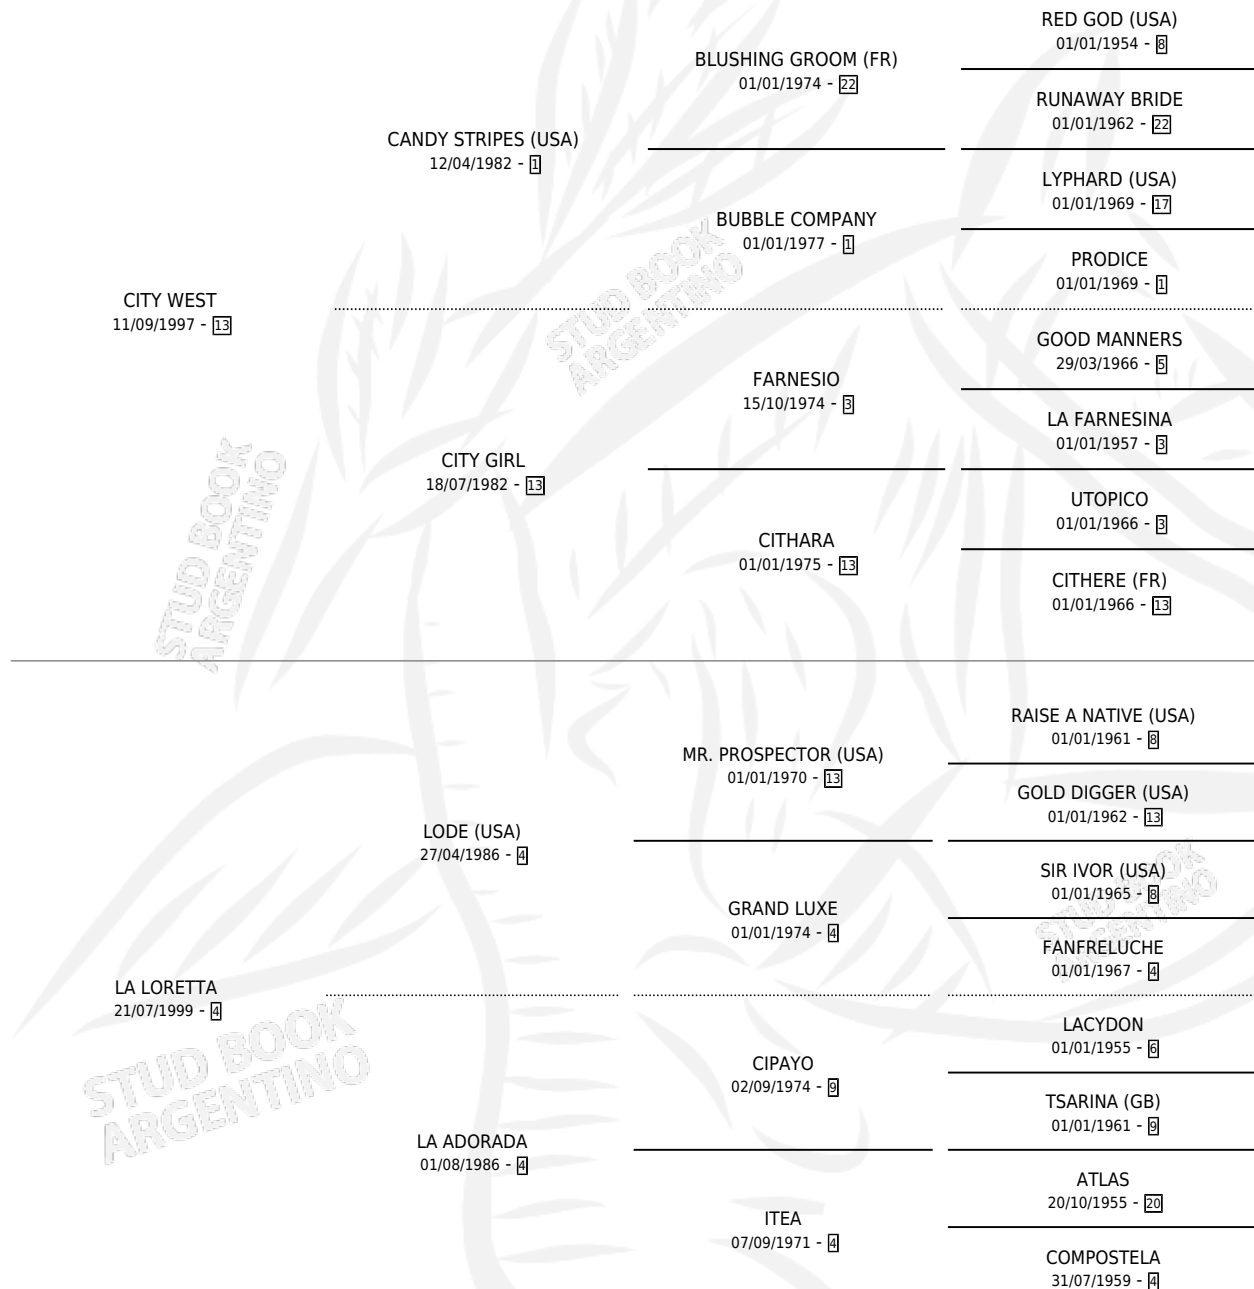 RED GOD (USA)
01/01/1954 - 8
BLUSHING GROOM (FR)
01/01/1974 - 22
RUNAWAY BRIDE
01/01/1962 - 22
CANDY STRIPES (USA)
12/04/1982 - 1
LYPHARD (USA)
01/01/1969 - 17
BUBBLE COMPANY
01/01/1977 - 1
PRODICE
01/01/1969 - 1
CITY WEST
11/09/1997 - 13
GOOD MANNERS
29/03/1966 - 5
FARNESIO
15/10/1974 - 3
LA FARNESINA
01/01/1957 - 3
CITY GIRL
18/07/1982 - 13
UTOPICO
01/01/1966 - 3
CITHARA
01/01/1975 - 13
CITHERE (FR)
01/01/1966 - 13
RAISE A NATIVE (USA)
01/01/1961 - 8
MR. PROSPECTOR (USA)
01/01/1970 - 13
GOLD DIGGER (USA)
01/01/1962 - 13
LODE (USA)
27/04/1986 - 4
SIR IVOR (USA)
01/01/1965 - 8
GRAND LUXE
01/01/1974 - 4
FANFRELUCHE
01/01/1967 - 4
LA LORETTA
21/07/1999 - 4
LACYDON
01/01/1955 - 6
CIPAYO
02/09/1974 - 9
TSARINA (GB)
01/01/1961 - 9
LA ADORADA
01/08/1986 - 4
ATLAS
20/10/1955 - 20
ITEA
07/09/1971 - 4
COMPOSTELA
31/07/1959 - 4
STUD BOOK
ARGENTINO
STUD BOOK
ARGENTINO
STUD BOOK
ARGENTINO
STUD BOOK
ARGENTINO